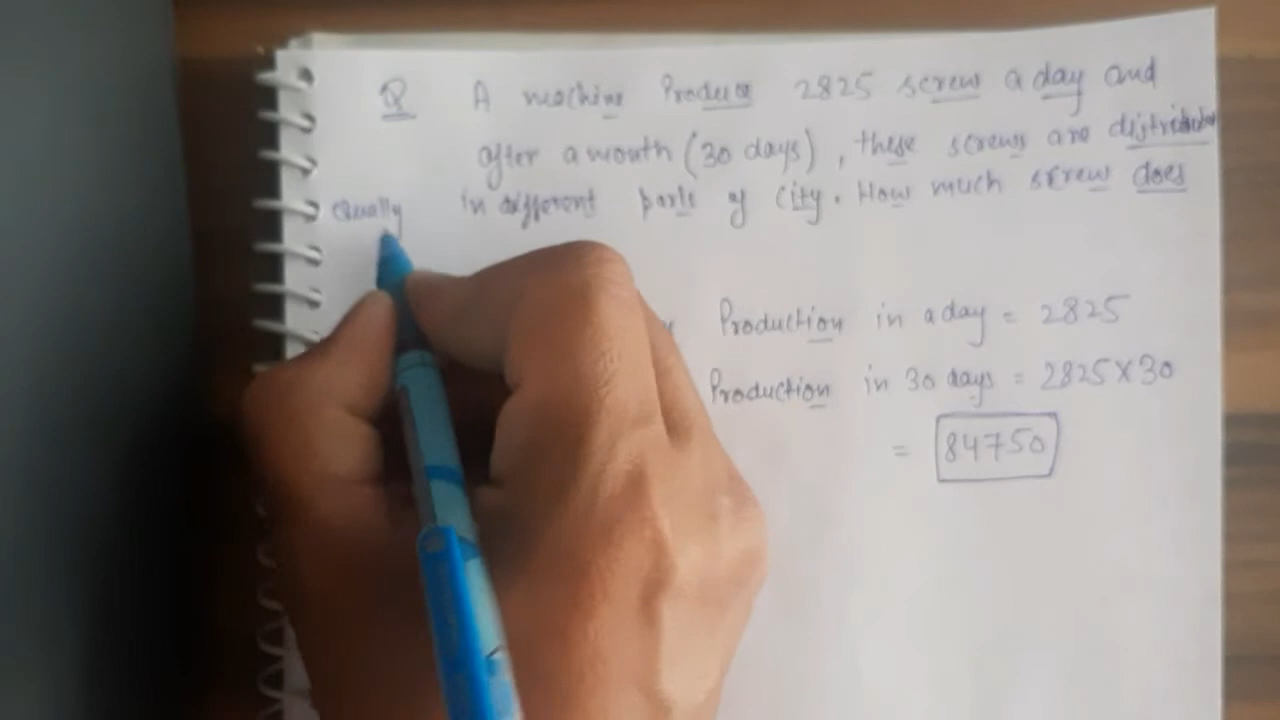 Q A machine Produce 2825 screw a day and
after a month (30 days), these screws are distributed
equally in different parts of city. How much screw does
Production in a day = 2825
Production in 30 days = 2825 X 30
= 84750